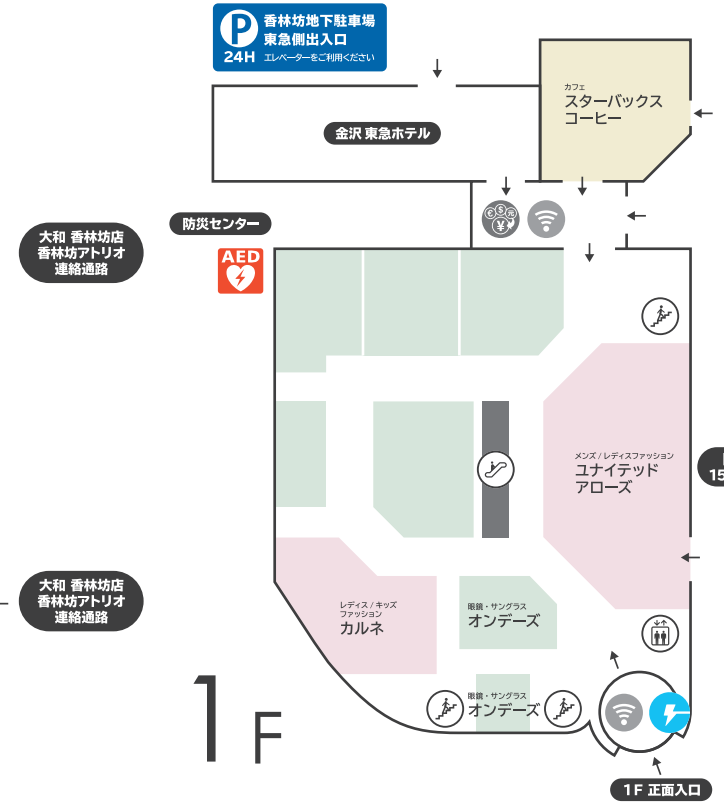 P
24H
香林坊地下駐車場
東急側出入口
エレベーターをご利用ください
カフェ
スターバックス
コーヒー
金沢 東急ホテル
防災センター
AED
大和 香林坊店
香林坊アトリオ
連絡通路
€ $ 元
¥
メンズ / レディスファッション
ユナイテッド
アローズ
15
大和 香林坊店
香林坊アトリオ
連絡通路
レディス / キッズ
ファッション
カルネ
眼鏡・サングラス
オンデーズ
眼鏡・サングラス
オンデーズ
1F
1F 正面入口